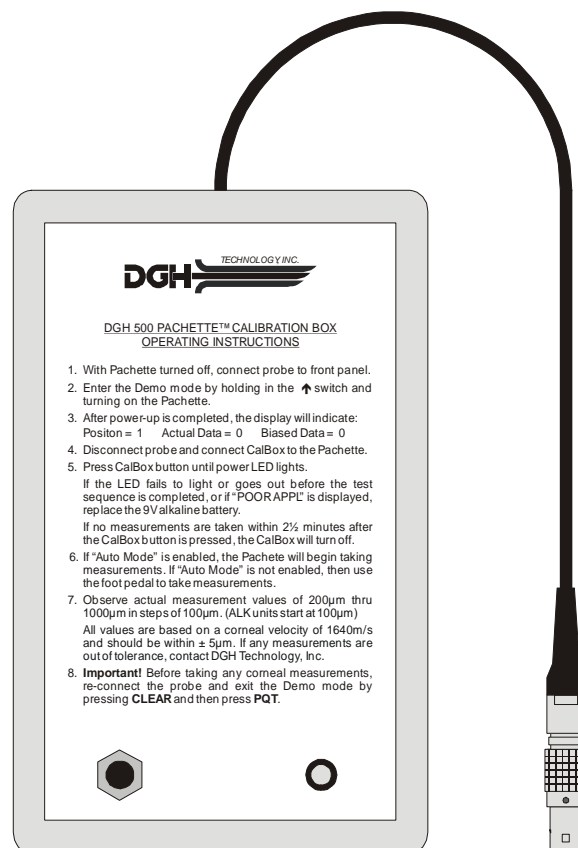 DGH TECHNOLOGY, INC.
DGH 500 PACHETTE™ CALIBRATION BOX
OPERATING INSTRUCTIONS
1. With Pachette turned off, connect probe to front panel.
2. Enter the Demo mode by holding in the ↑ switch and
turning on the Pachette.
3. After power-up is completed, the display will indicate:
Positon = 1 Actual Data = 0 Biased Data = 0
4. Disconnect probe and connect CalBox to the Pachette.
5. Press CalBox button until power LED lights.
If the LED fails to light or goes out before the test
sequence is completed, or if "POOR APPL" is displayed,
replace the 9V alkaline battery.
If no measurements are taken within 2½ minutes after
the CalBox button is pressed, the CalBox will turn off.
6. If "Auto Mode" is enabled, the Pachete will begin taking
measurements. If "Auto Mode" is not enabled, then use
the foot pedal to take measurements.
7. Observe actual measurement values of 200µm thru
1000µm in steps of 100µm. (ALK units start at 100µm)
All values are based on a corneal velocity of 1640m/s
and should be within ± 5µm. If any measurements are
out of tolerance, contact DGH Technology, Inc.
8. Important! Before taking any corneal measurements,
re-connect the probe and exit the Demo mode by
pressing CLEAR and then press PQT.